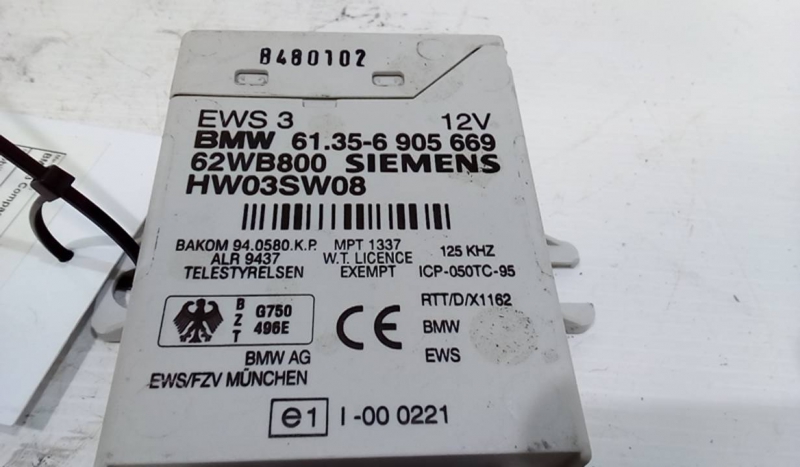 8480102
EWS 3 12V
BMW 61.35-6 905 669
62WB800 SIEMENS
HW03SW08
BAKOM 94.0580.K.P. MPT 1337 125 KHZ
ALR 9437 W.T. LICENCE
TELESTYRELSEN EXEMPT ICP-050TC-95
RTT/D/X1162
B Z T G750 496E
CE
BMW
EWS
BMW AG
EWS/FZV MÜNCHEN
e1 I-00 0221